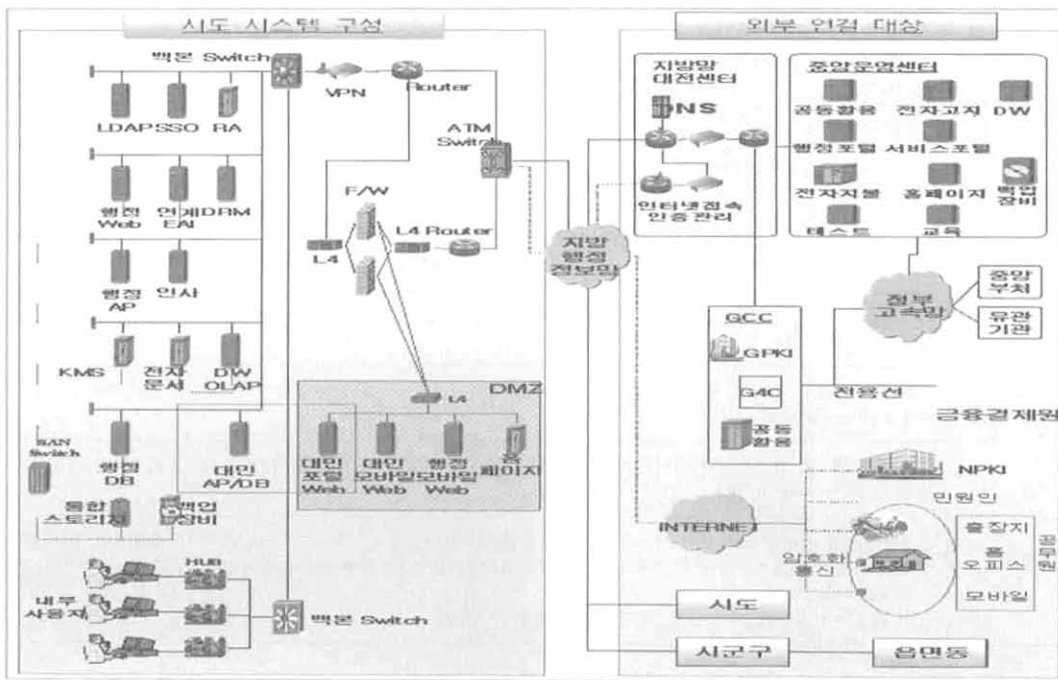 시도 시스템 구성
외부 연결 대상
백본 Switch
VPN
Router
ATM
Switch
LDAP
SSO
RA
행정
Web
연계
EAI
DRM
F/W
L4
L4 Router
행정
AP
인사
KMS
전자
문서
DW
OLAP
DMZ
L4
SAN
Switch
행정
DB
대민
AP/DB
대민
포털
Web
대민
모바일
Web
행정
모바일
Web
홈
페이지
통합
스토리지
백업
장비
HUB
내부
사용자
백본 Switch
지방
행정
정보망
지방망
대전센터
DNS
인터넷접속
인증관리
중앙운영센터
공동활용
전자고지
DW
행정포털
서비스포털
전자지불
홈페이지
백업
장비
테스트
교육
정부
고속망
중앙
부처
유관
기관
GCC
GPKI
G4C
공동
활용
전용선
금융결제원
NPKI
민원인
INTERNET
암호화
통신
출장지
홈
오피스
모바일
공
무
원
시도
시군구
읍면동